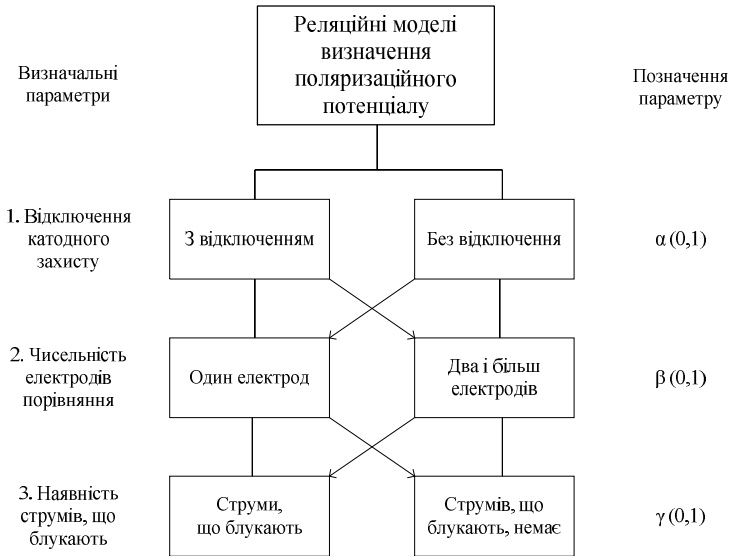 Реляційні моделі
визначення
поляризаційного
потенціалу
Визначальні
параметри
Позначення
параметру
1. Відключення
катодного
захисту
З відключенням
Без відключення
α (0,1)
2. Чисельність
електродів
порівняння
Один електрод
Два і більш
електродів
β (0,1)
3. Наявність
струмів, що
блукають
Струми,
що блукають
Струмів, що
блукають, немає
γ (0,1)